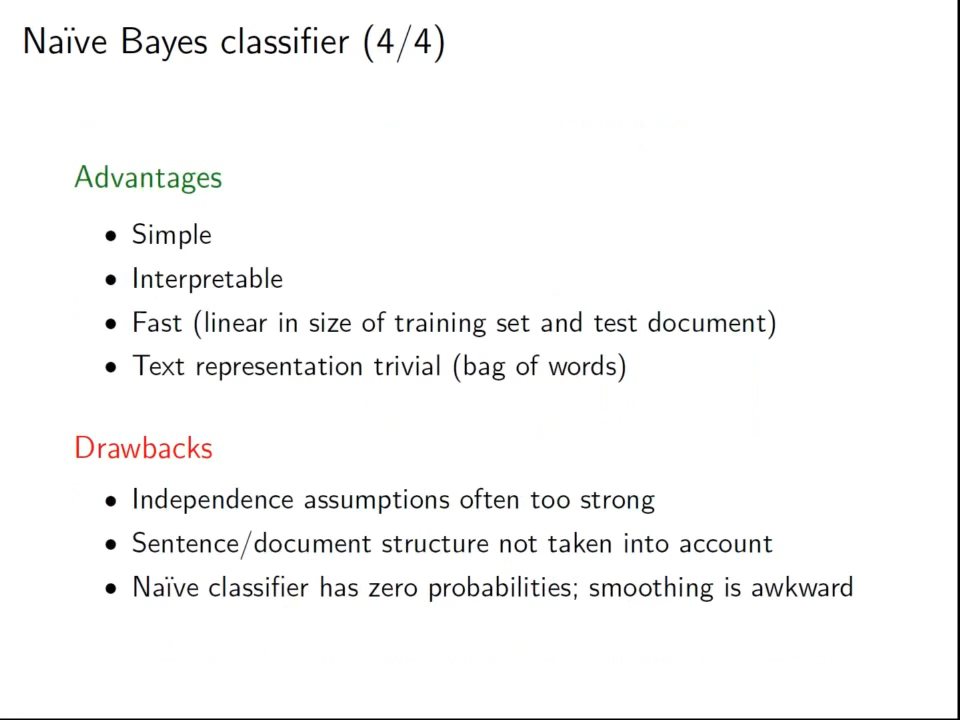 Naïve Bayes classifier (4/4)
Advantages
• Simple
• Interpretable
• Fast (linear in size of training set and test document)
• Text representation trivial (bag of words)
Drawbacks
• Independence assumptions often too strong
• Sentence/document structure not taken into account
• Naïve classifier has zero probabilities; smoothing is awkward